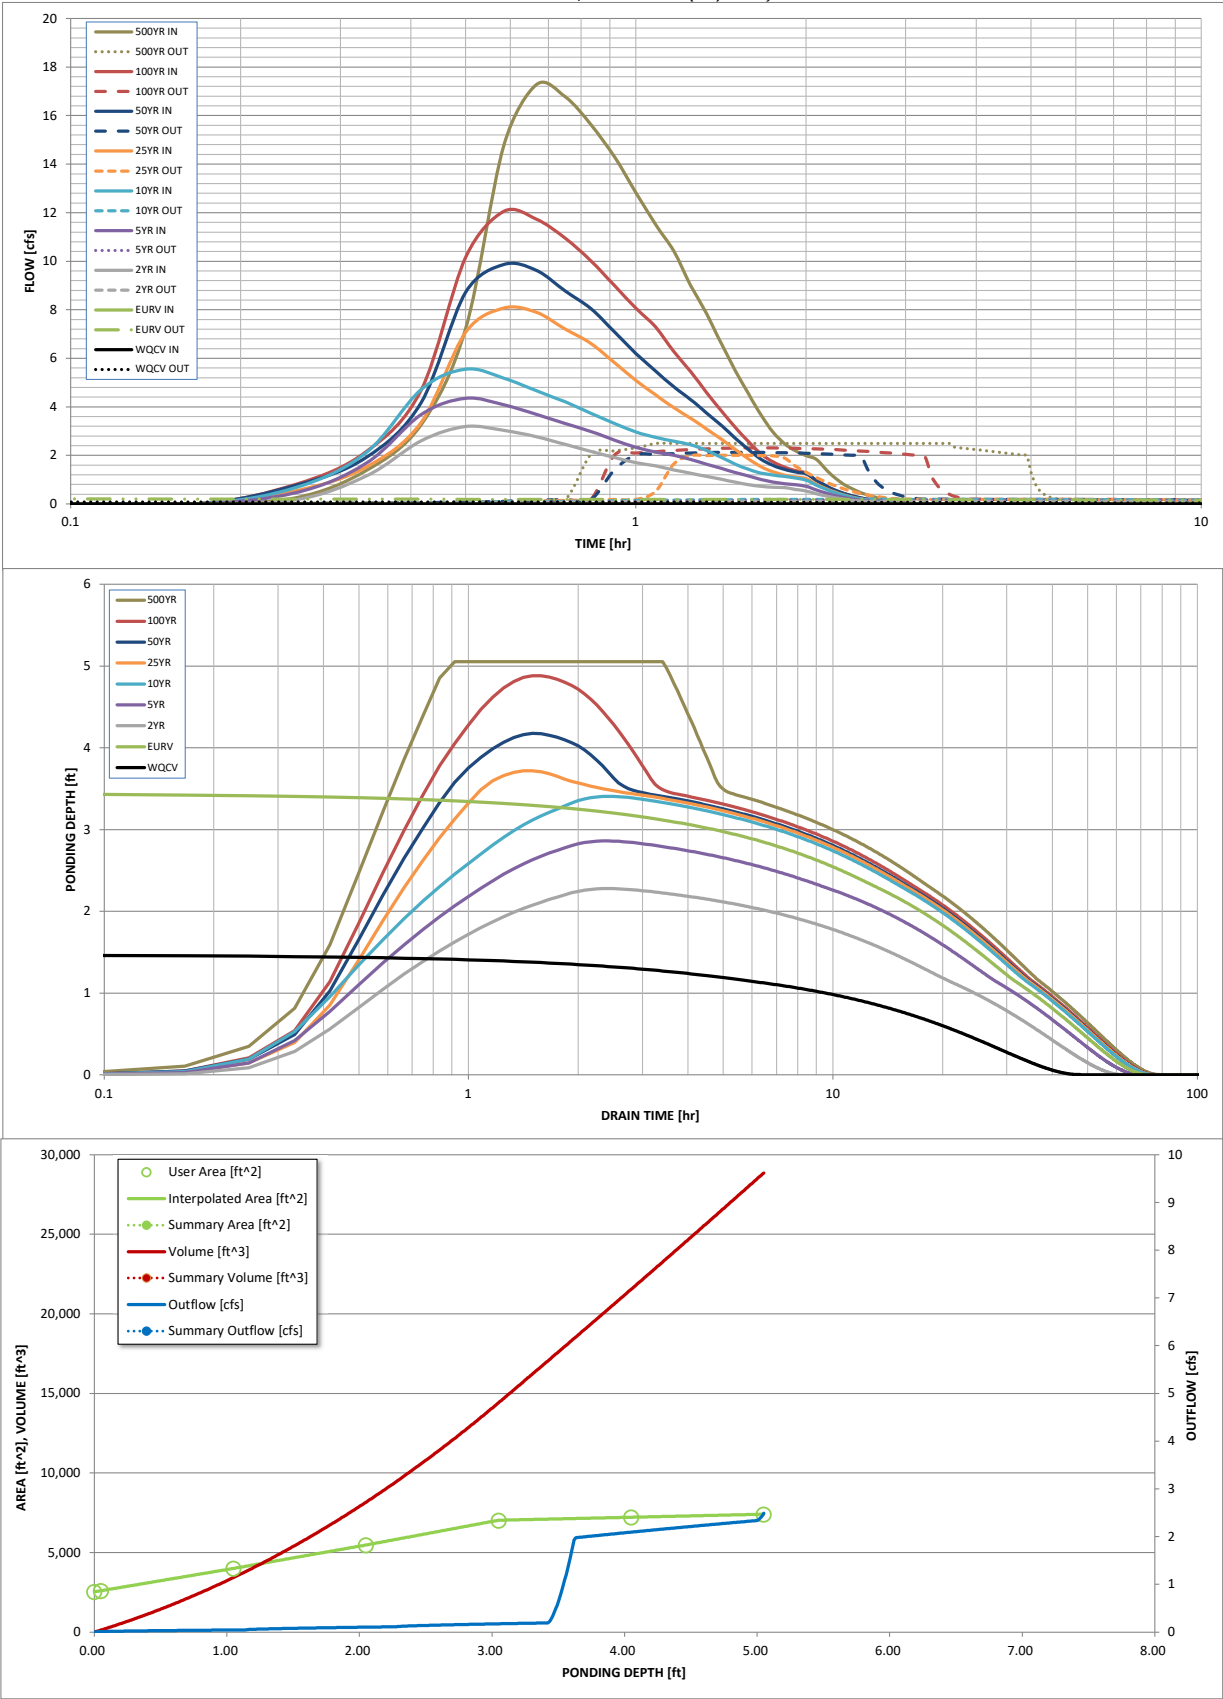 20
18
16
14
12
10
8
6
4
2
0
FLOW [cfs]
500YR IN
500YR OUT
100YR IN
100YR OUT
50YR IN
50YR OUT
25YR IN
25YR OUT
10YR IN
10YR OUT
5YR IN
5YR OUT
2YR IN
2YR OUT
EURV IN
EURV OUT
WQCV IN
WQCV OUT
0.1 1 10
TIME [hr]
6
5
4
3
2
1
0
PONDING DEPTH [ft]
500YR
100YR
50YR
25YR
10YR
5YR
2YR
EURV
WQCV
0.1 1 10 100
DRAIN TIME [hr]
30,000
25,000
20,000
15,000
10,000
5,000
0
AREA [ft^2], VOLUME [ft^3]
User Area [ft^2]
Interpolated Area [ft^2]
Summary Area [ft^2]
Volume [ft^3]
Summary Volume [ft^3]
Outflow [cfs]
Summary Outflow [cfs]
10
9
8
7
6
5
4
3
2
1
0
OUTFLOW [cfs]
0.00 1.00 2.00 3.00 4.00 5.00 6.00 7.00 8.00
PONDING DEPTH [ft]